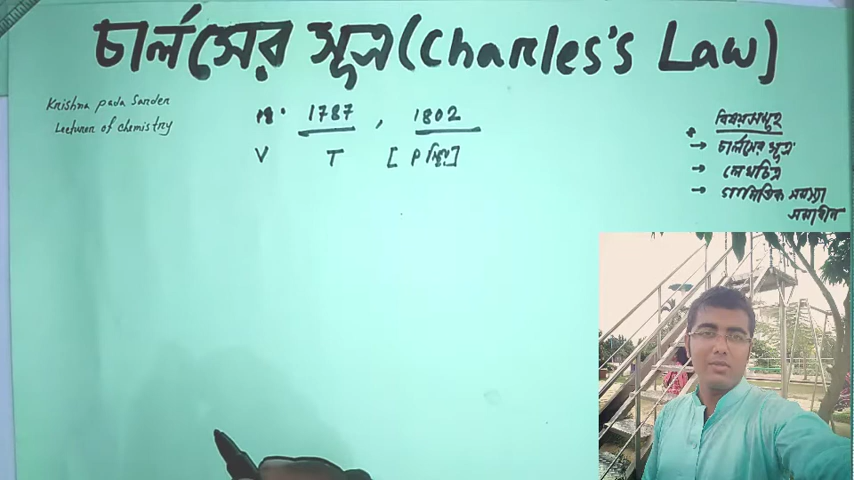 চার্লসের সূত্র (Charles's Law)
Krishna pada Sarder
Lecturer of chemistry
1787 , 1802
V T [P স্থির]
বিষয়সমূহ
→ চার্লসের সূত্র
→ লেখচিত্র
→ গানিতিক সমস্যা
সমাধান